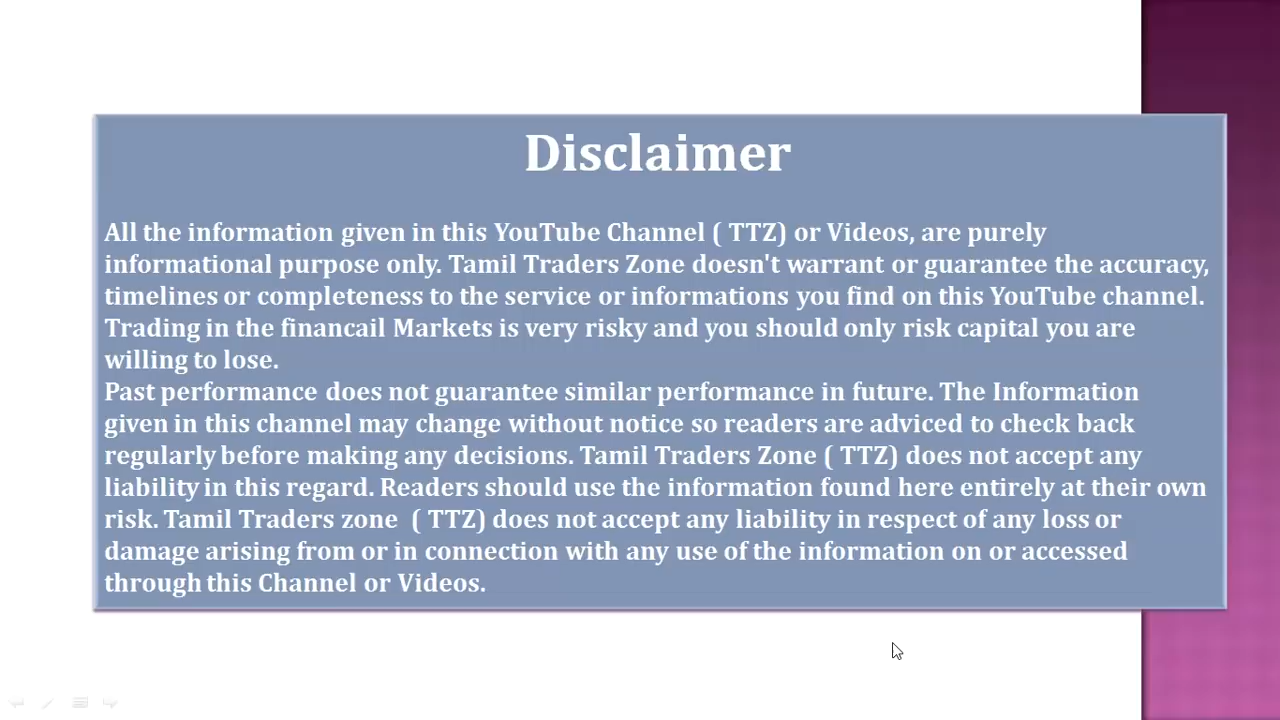 Disclaimer
All the information given in this YouTube Channel ( TTZ) or Videos, are purely
informational purpose only. Tamil Traders Zone doesn't warrant or guarantee the accuracy,
timelines or completeness to the service or informations you find on this YouTube channel.
Trading in the financail Markets is very risky and you should only risk capital you are
willing to lose.
Past performance does not guarantee similar performance in future. The Information
given in this channel may change without notice so readers are adviced to check back
regularly before making any decisions. Tamil Traders Zone ( TTZ) does not accept any
liability in this regard. Readers should use the information found here entirely at their own
risk. Tamil Traders zone  ( TTZ) does not accept any liability in respect of any loss or
damage arising from or in connection with any use of the information on or accessed
through this Channel or Videos.